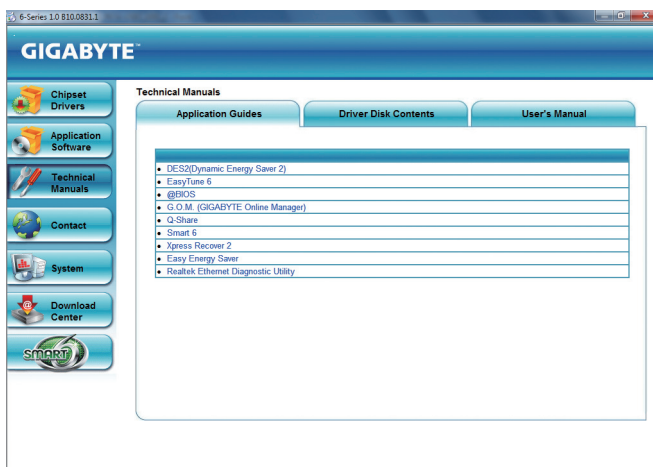 6-Series 1.0 B10.0831.1
GIGABYTE™
Chipset
Drivers
Application
Software
Technical
Manuals
Contact
System
Download
Center
SMART 6
Technical Manuals
Application Guides
Driver Disk Contents
User's Manual
DES2(Dynamic Energy Saver 2)
EasyTune 6
@BIOS
G.O.M. (GIGABYTE Online Manager)
Q-Share
Smart 6
Xpress Recover 2
Easy Energy Saver
Realtek Ethernet Diagnostic Utility